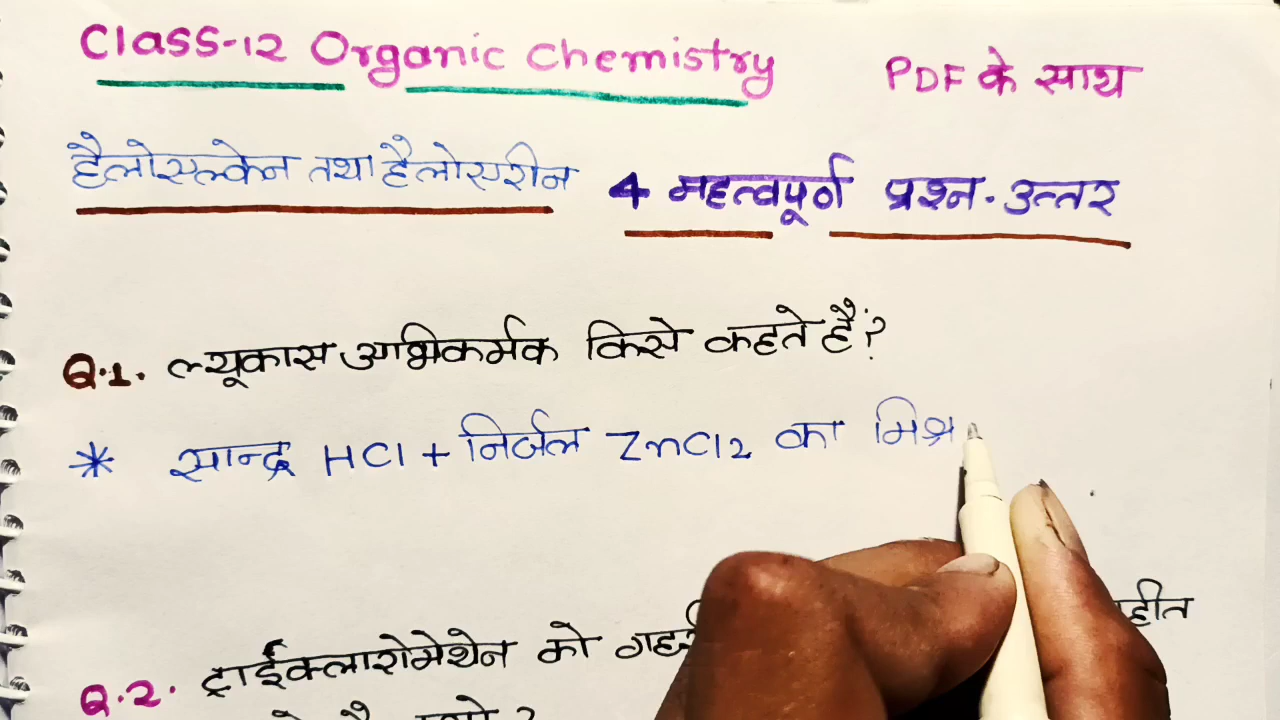 Class-12 Organic Chemistry PDF के साथ
हैलोएल्केन तथा हैलोएरीन 4 महत्वपूर्ण प्रश्न-उत्तर
Q.1. ल्यूकास अभिकर्मक किसे कहते हैं?
* सान्द्र HCl + निर्जल ZnCl2 का मिश्र
Q.2. ट्राईक्लारोमेथेन को